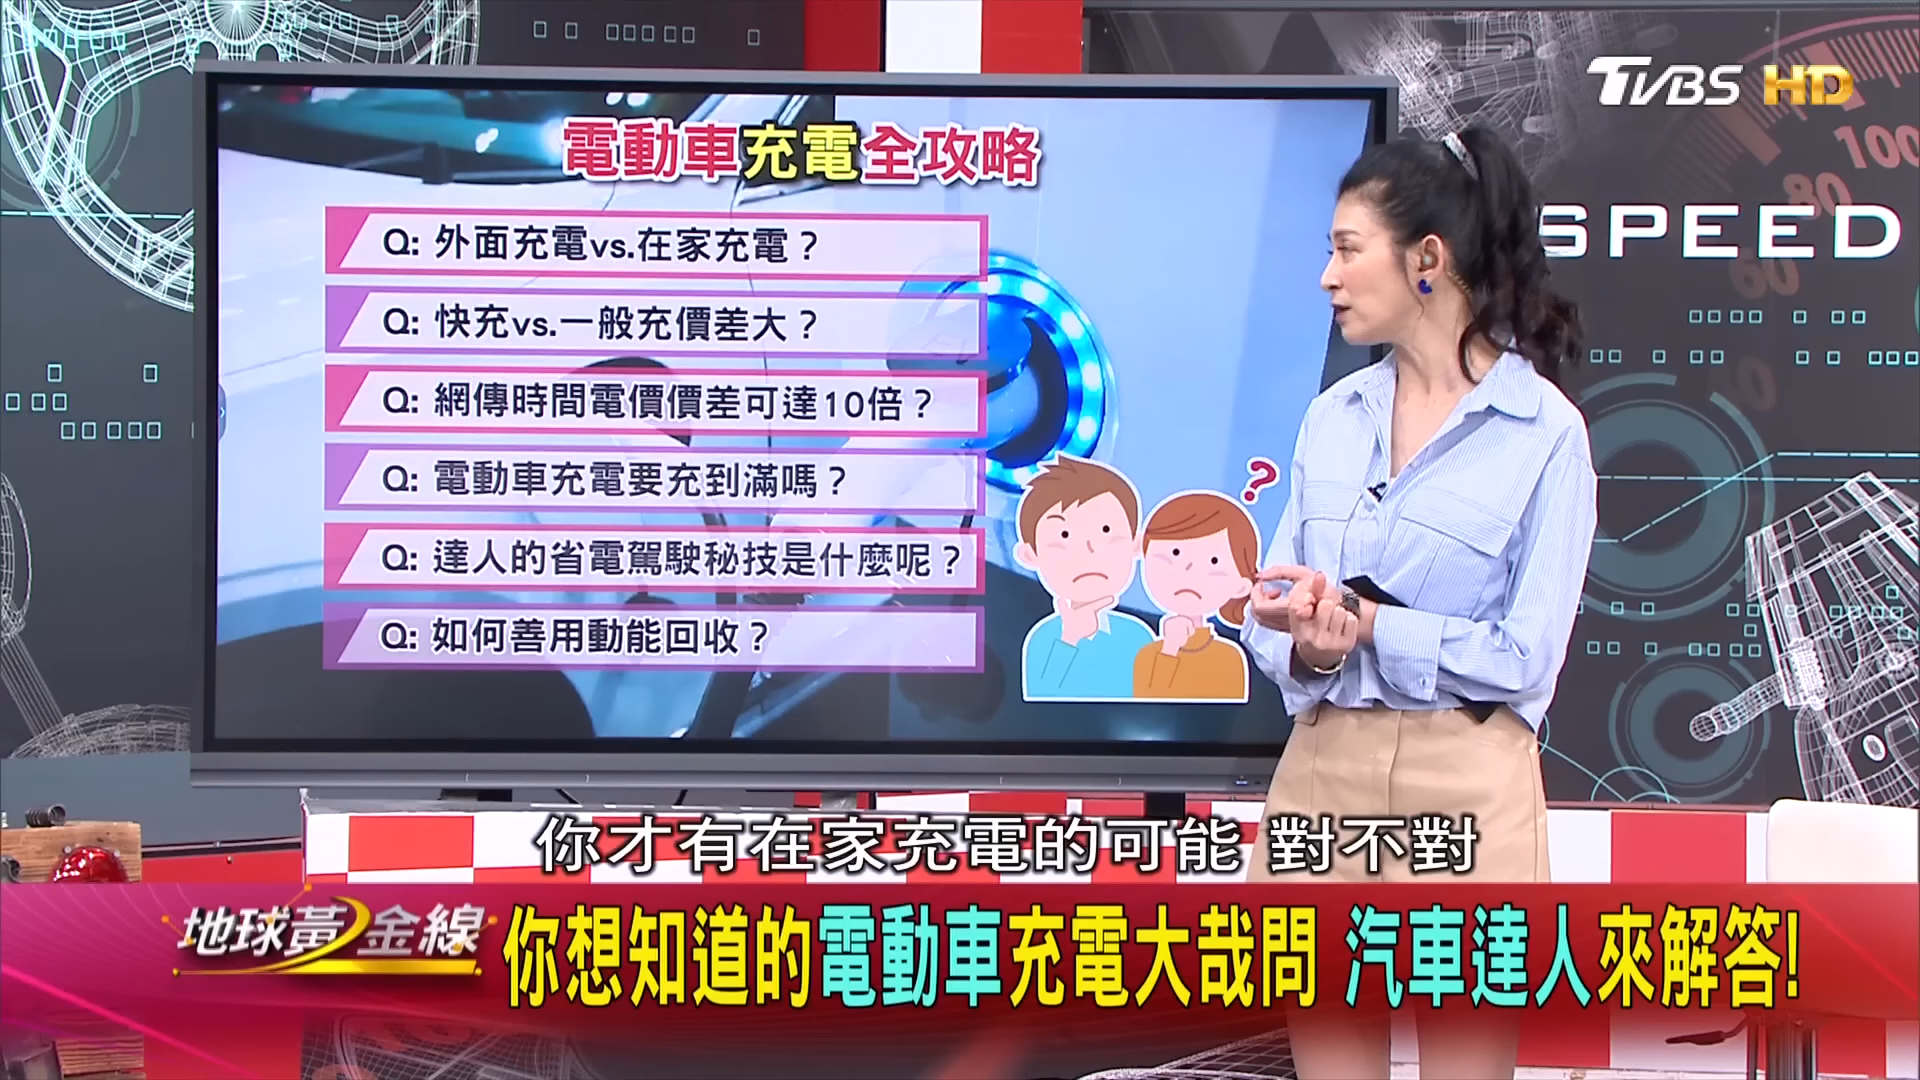 TVBS HD
電動車充電全攻略
Q: 外面充電vs.在家充電？
Q: 快充vs.一般充價差大？
Q: 網傳時間電價價差可達10倍？
Q: 電動車充電要充到滿嗎？
Q: 達人的省電駕駛秘技是什麼呢？
Q: 如何善用動能回收？
?
100
80
SPEED
60
你才有在家充電的可能 對不對
地球黃金線
你想知道的電動車充電大哉問 汽車達人來解答!